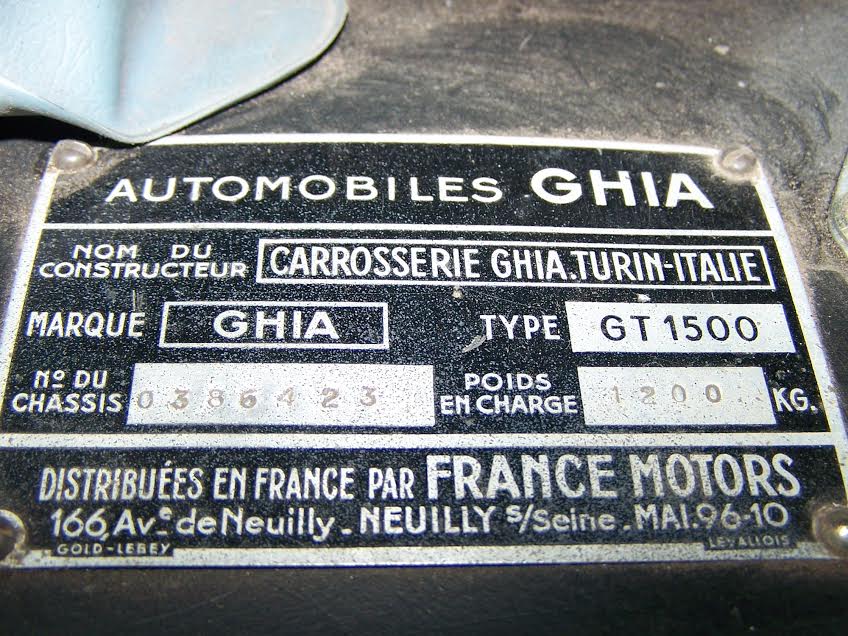 AUTOMOBILES GHIA
NOM DU CONSTRUCTEUR CARROSSERIE GHIA.TURIN-ITALIE
MARQUE GHIA TYPE GT 1500
No DU CHASSIS 0386423 POIDS EN CHARGE 1200 KG.
DISTRIBUÉES EN FRANCE PAR FRANCE MOTORS
166, Ave de Neuilly - NEUILLY s/Seine - MAI. 96-10
GOLD-LEBEY LEVALLOIS